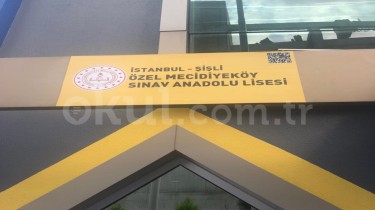 İSTANBUL - ŞİŞLİ
ÖZEL MECİDİYEKÖY
SINAV ANADOLU LİSESİ
okul.com.tr